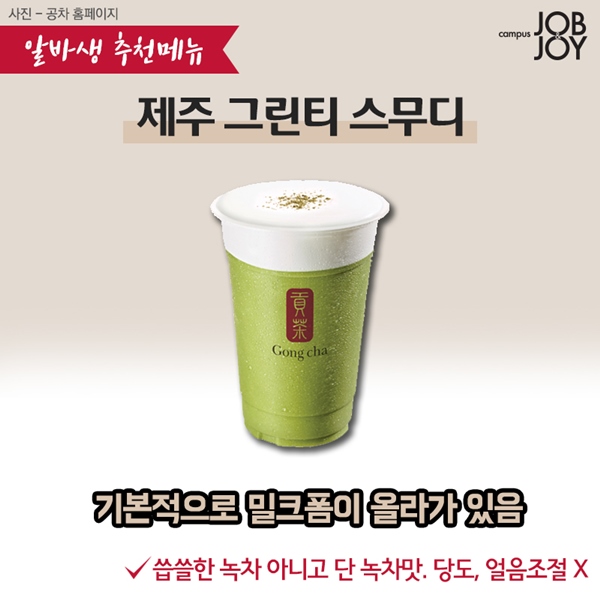 사진 - 공차 홈페이지
campus JOB & JOY
알바생 추천메뉴
제주 그린티 스무디
貢茶
Gong cha
기본적으로 밀크폼이 올라가 있음
✓ 씁쓸한 녹차 아니고 단 녹차맛. 당도, 얼음조절 X